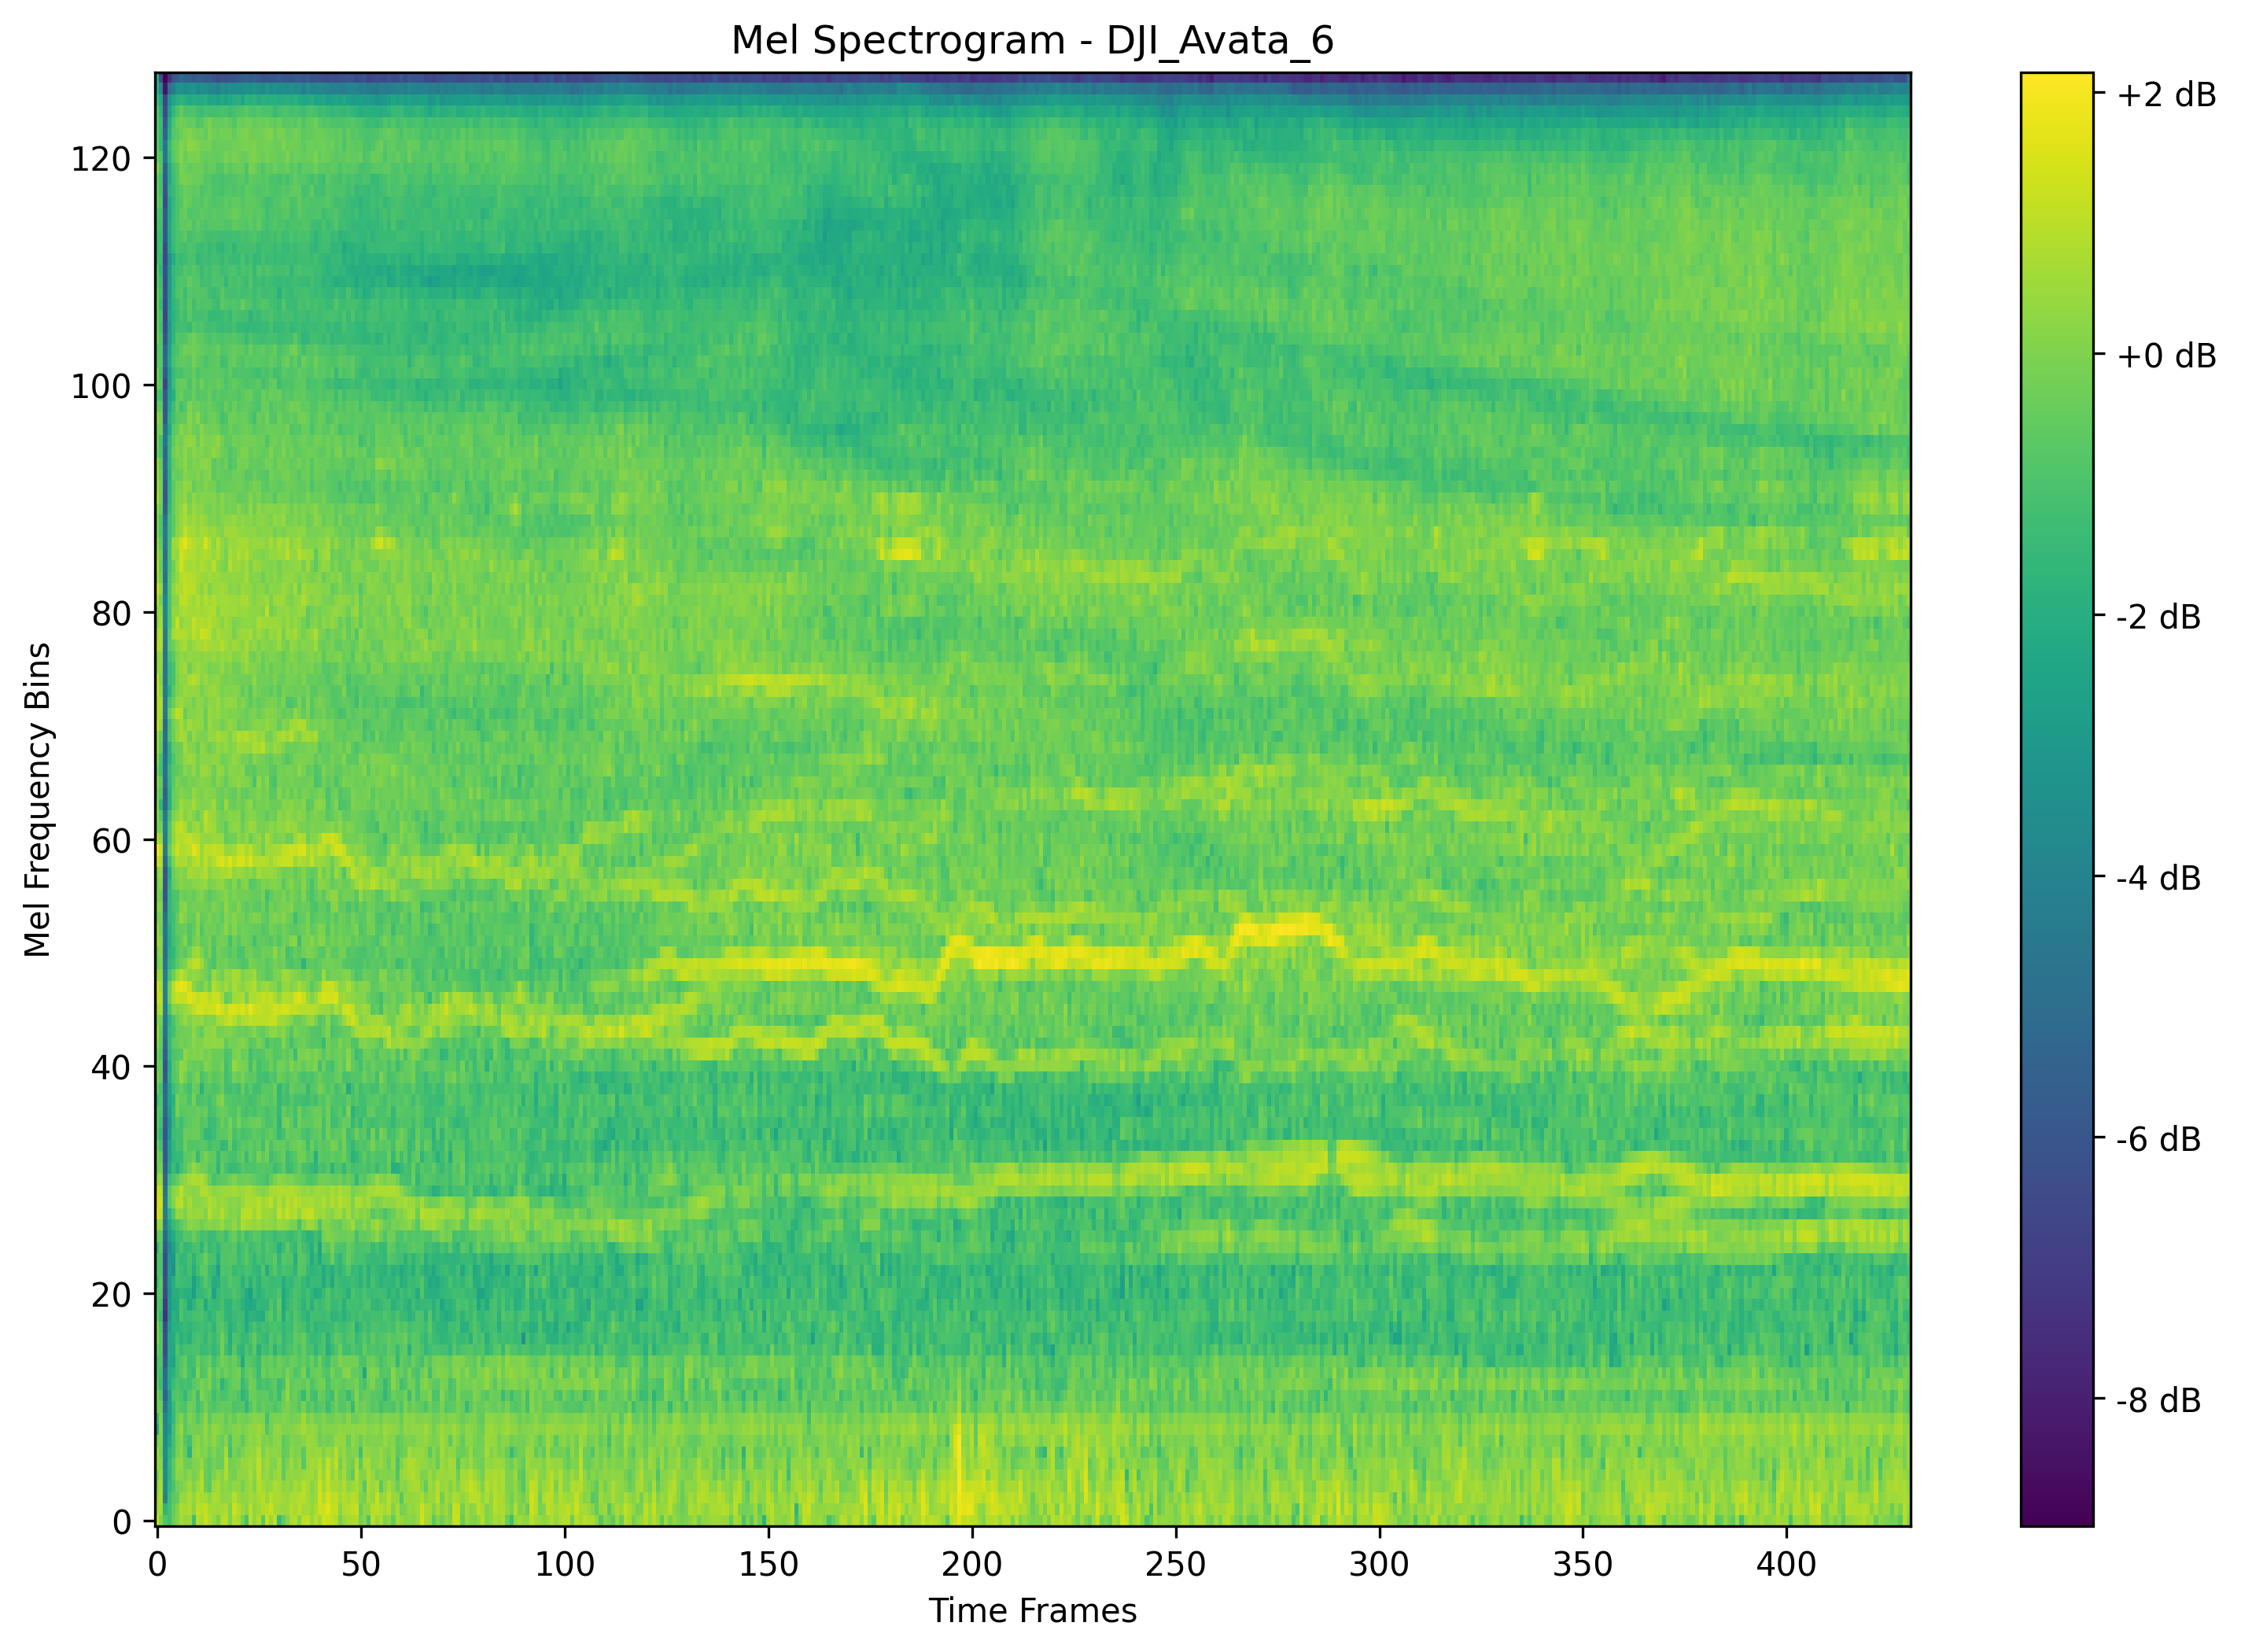 Mel Spectrogram - DJI_Avata_6
Mel Frequency Bins
120
100
80
60
40
20
0
0 50 100 150 200 250 300 350 400
Time Frames
+2 dB
+0 dB
-2 dB
-4 dB
-6 dB
-8 dB